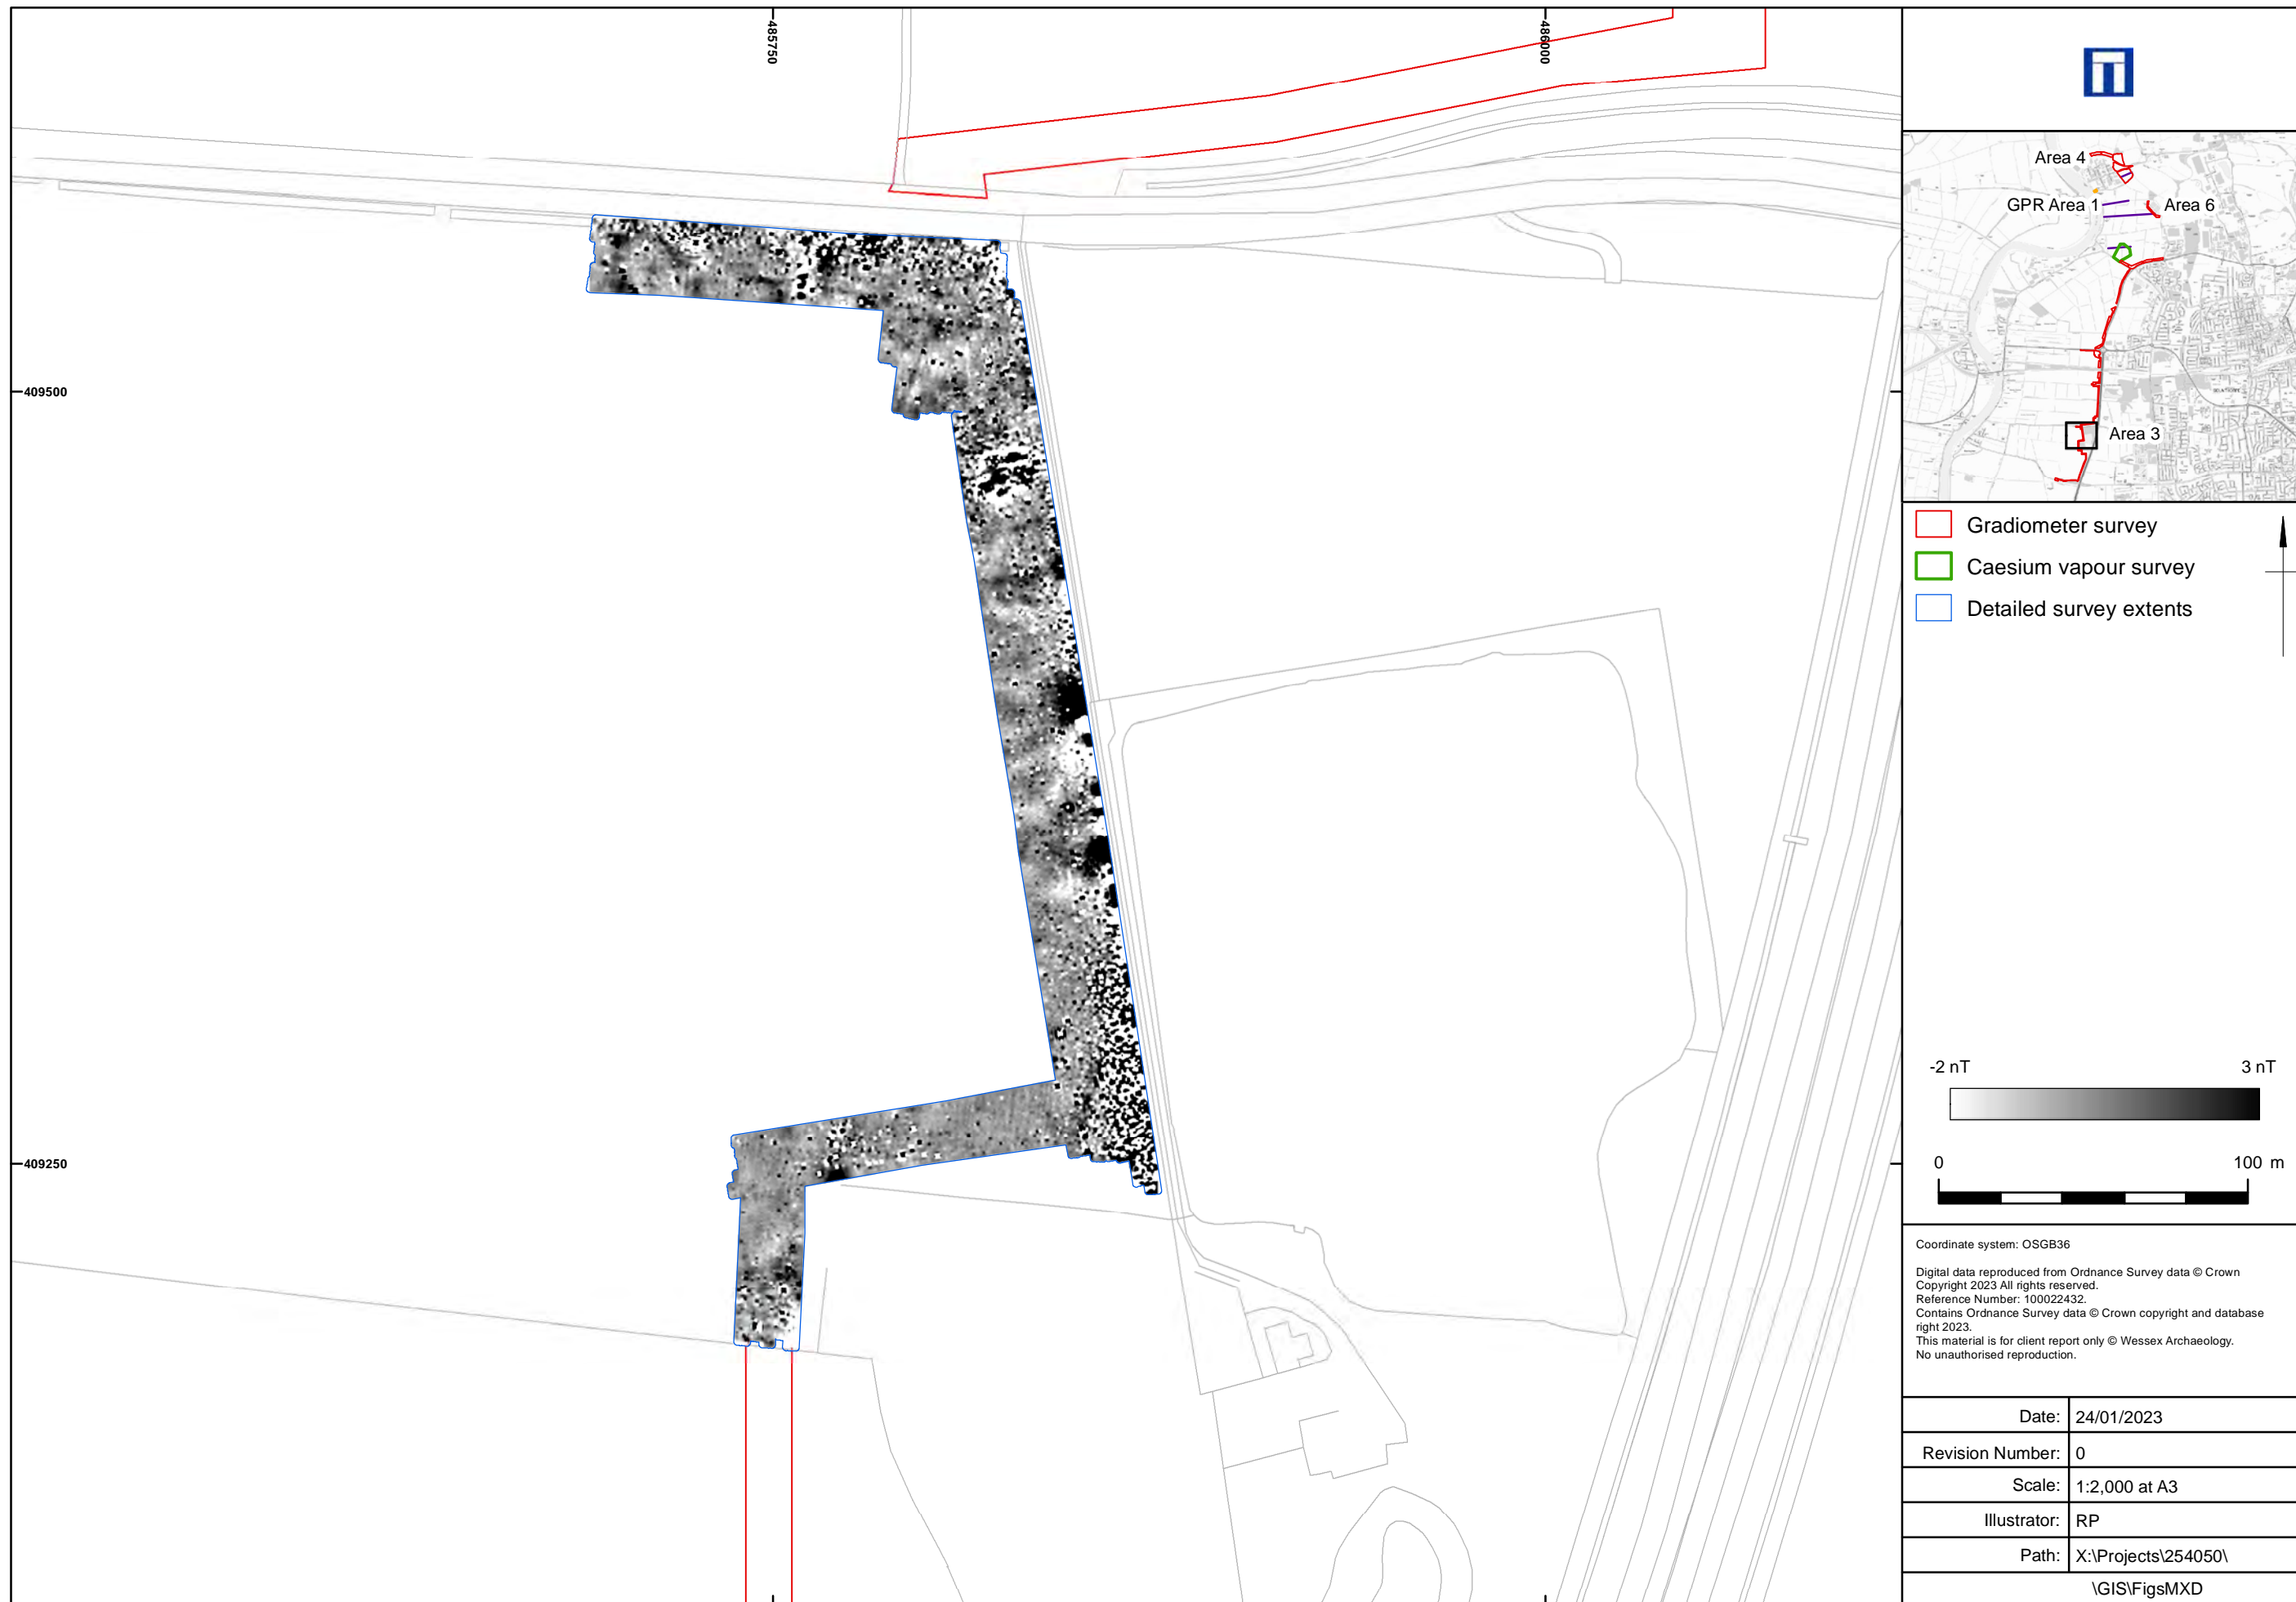 485750
486000
409500
409250
Area 4
GPR Area 1
Area 6
Area 3
Gradiometer survey
Caesium vapour survey
Detailed survey extents
-2 nT
3 nT
0
100 m
Coordinate system: OSGB36
Digital data reproduced from Ordnance Survey data © Crown
Copyright 2023 All rights reserved.
Reference Number: 100022432.
Contains Ordnance Survey data © Crown copyright and database
right 2023.
This material is for client report only © Wessex Archaeology.
No unauthorised reproduction.
Date: 24/01/2023
Revision Number: 0
Scale: 1:2,000 at A3
Illustrator: RP
Path: X:\Projects\254050\
\GIS\FigsMXD